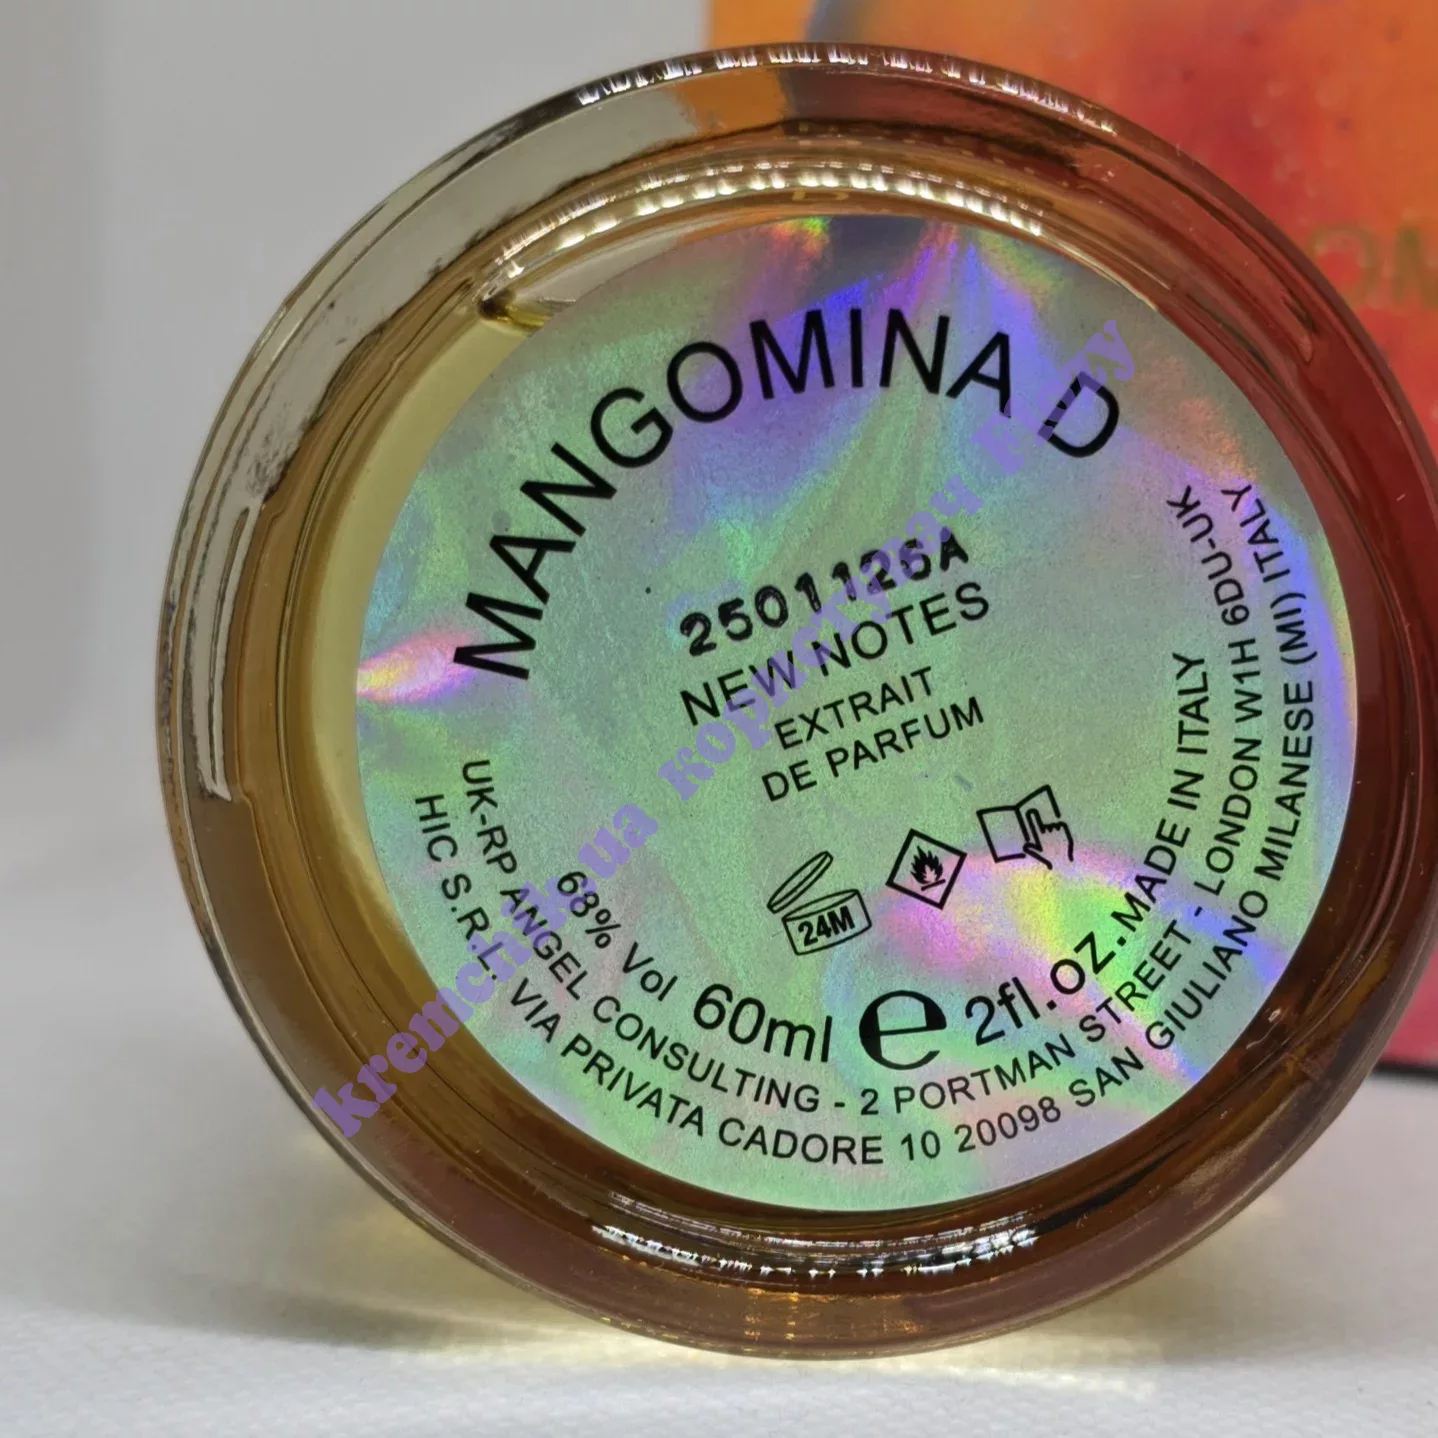 MANGOMINA D
2501126A
NEW NOTES
EXTRAIT
DE PARFUM
24M
68% Vol 60ml e 2fl.OZ.MADE IN ITALY
UK-RP ANGEL CONSULTING - 2 PORTMAN STREET - LONDON W1H 6DU-UK
HIC S.R.L. VIA PRIVATA CADORE 10 20098 SAN GIULIANO MILANESE (MI) ITALY
kremchik.ua користувач Fuzzy